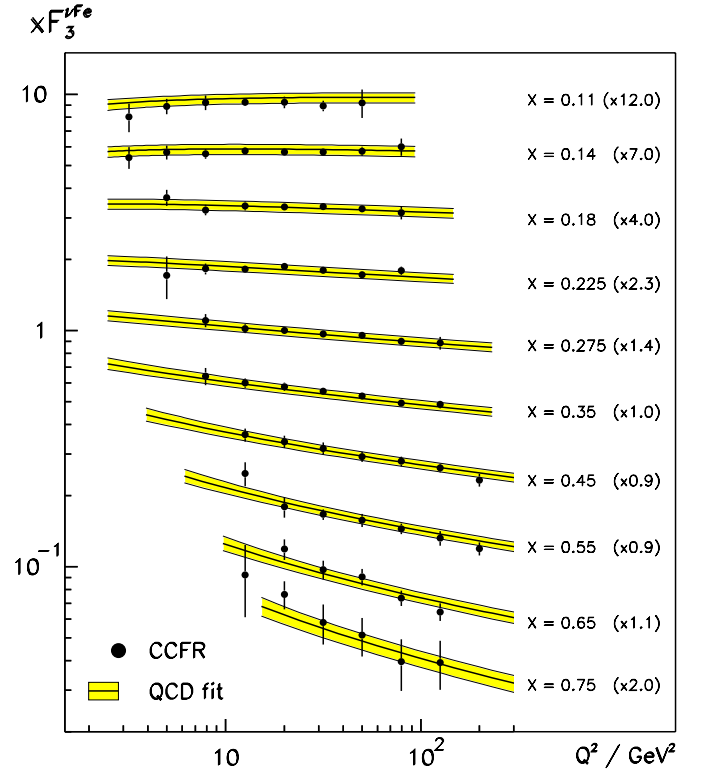 xF₃^νFe
10
X = 0.11 (x12.0)
X = 0.14 (x7.0)
X = 0.18 (x4.0)
X = 0.225 (x2.3)
1
X = 0.275 (x1.4)
X = 0.35 (x1.0)
X = 0.45 (x0.9)
X = 0.55 (x0.9)
10⁻¹
X = 0.65 (x1.1)
CCFR
X = 0.75 (x2.0)
QCD fit
10 10² Q² / GeV²